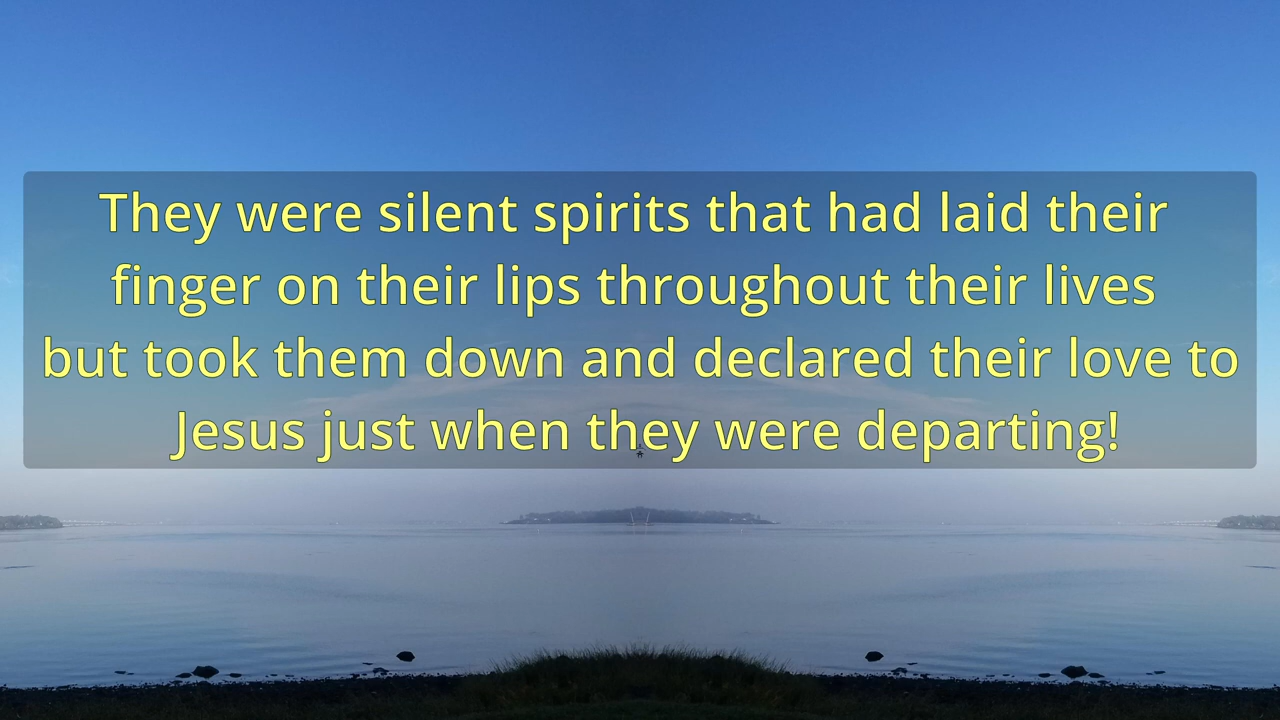 They were silent spirits that had laid their
finger on their lips throughout their lives
but took them down and declared their love to
Jesus just when they were departing!